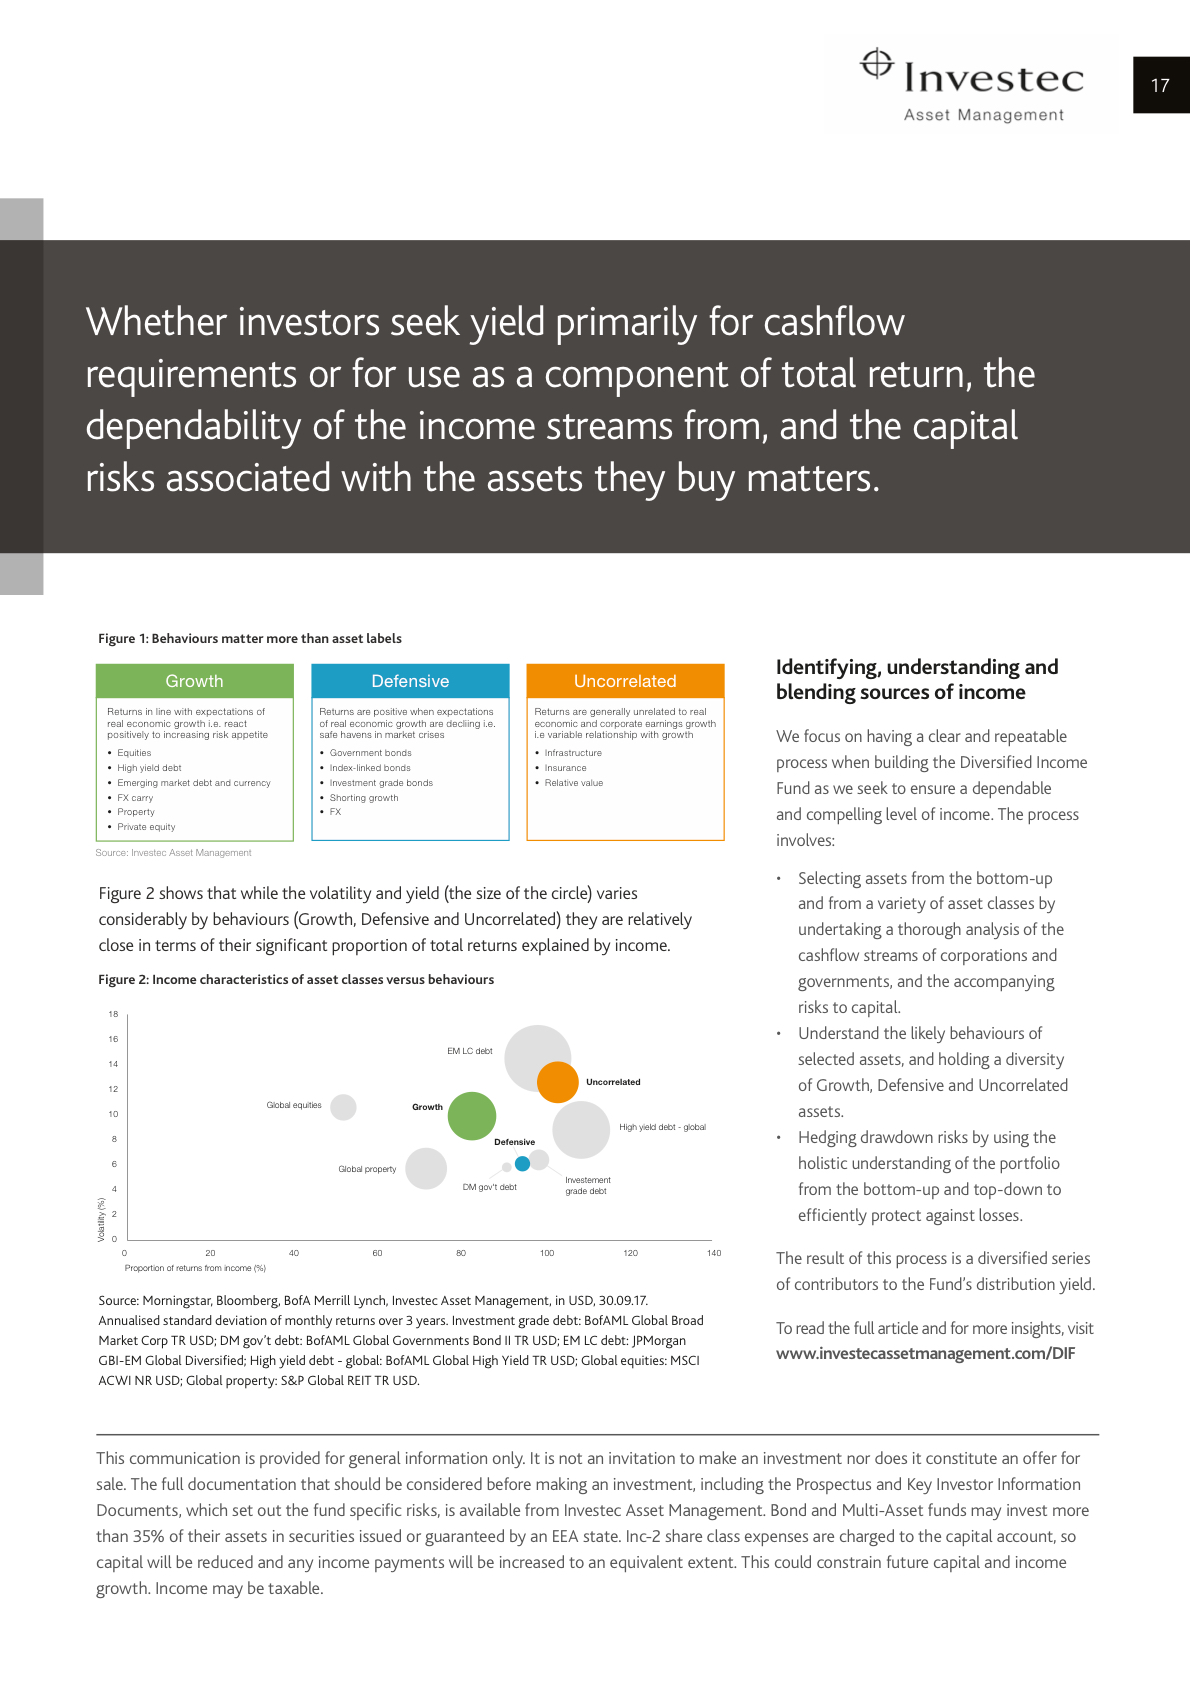 Investec
Asset Management
17
Whether investors seek yield primarily for cashflow
requirements or for use as a component of total return, the
dependability of the income streams from, and the capital
risks associated with the assets they buy matters.
Figure 1: Behaviours matter more than asset labels
Growth
Returns in line with expectations of
real economic growth i.e. react
positively to increasing risk appetite
• Equities
• High yield debt
• Emerging market debt and currency
• FX carry
• Property
• Private equity
Defensive
Returns are positive when expectations
of real economic growth are decliing i.e.
safe havens in market crises
• Government bonds
• Index-linked bonds
• Investment grade bonds
• Shorting growth
• FX
Uncorrelated
Returns are generally unrelated to real
economic and corporate earnings growth
i.e variable relationship with growth
• Infrastructure
• Insurance
• Relative value
Source: Investec Asset Management
Figure 2 shows that while the volatility and yield (the size of the circle) varies
considerably by behaviours (Growth, Defensive and Uncorrelated) they are relatively
close in terms of their significant proportion of total returns explained by income.
Figure 2: Income characteristics of asset classes versus behaviours
18
16
14
12
10
8
6
4
2
0
Volatility (%)
EM LC debt
Uncorrelated
Global equities
Growth
High yield debt - global
Defensive
Global property
DM gov't debt
Investement
grade debt
0 20 40 60 80 100 120 140
Proportion of returns from income (%)
Source: Morningstar, Bloomberg, BofA Merrill Lynch, Investec Asset Management, in USD, 30.09.17.
Annualised standard deviation of monthly returns over 3 years. Investment grade debt: BofAML Global Broad
Market Corp TR USD; DM gov't debt: BofAML Global Governments Bond II TR USD; EM LC debt: JPMorgan
GBI-EM Global Diversified; High yield debt - global: BofAML Global High Yield TR USD; Global equities: MSCI
ACWI NR USD; Global property: S&P Global REIT TR USD.
Identifying, understanding and
blending sources of income
We focus on having a clear and repeatable
process when building the Diversified Income
Fund as we seek to ensure a dependable
and compelling level of income. The process
involves:
• Selecting assets from the bottom-up
and from a variety of asset classes by
undertaking a thorough analysis of the
cashflow streams of corporations and
governments, and the accompanying
risks to capital.
• Understand the likely behaviours of
selected assets, and holding a diversity
of Growth, Defensive and Uncorrelated
assets.
• Hedging drawdown risks by using the
holistic understanding of the portfolio
from the bottom-up and top-down to
efficiently protect against losses.
The result of this process is a diversified series
of contributors to the Fund's distribution yield.
To read the full article and for more insights, visit
www.investecassetmanagement.com/DIF
This communication is provided for general information only. It is not an invitation to make an investment nor does it constitute an offer for
sale. The full documentation that should be considered before making an investment, including the Prospectus and Key Investor Information
Documents, which set out the fund specific risks, is available from Investec Asset Management. Bond and Multi-Asset funds may invest more
than 35% of their assets in securities issued or guaranteed by an EEA state. Inc-2 share class expenses are charged to the capital account, so
capital will be reduced and any income payments will be increased to an equivalent extent. This could constrain future capital and income
growth. Income may be taxable.